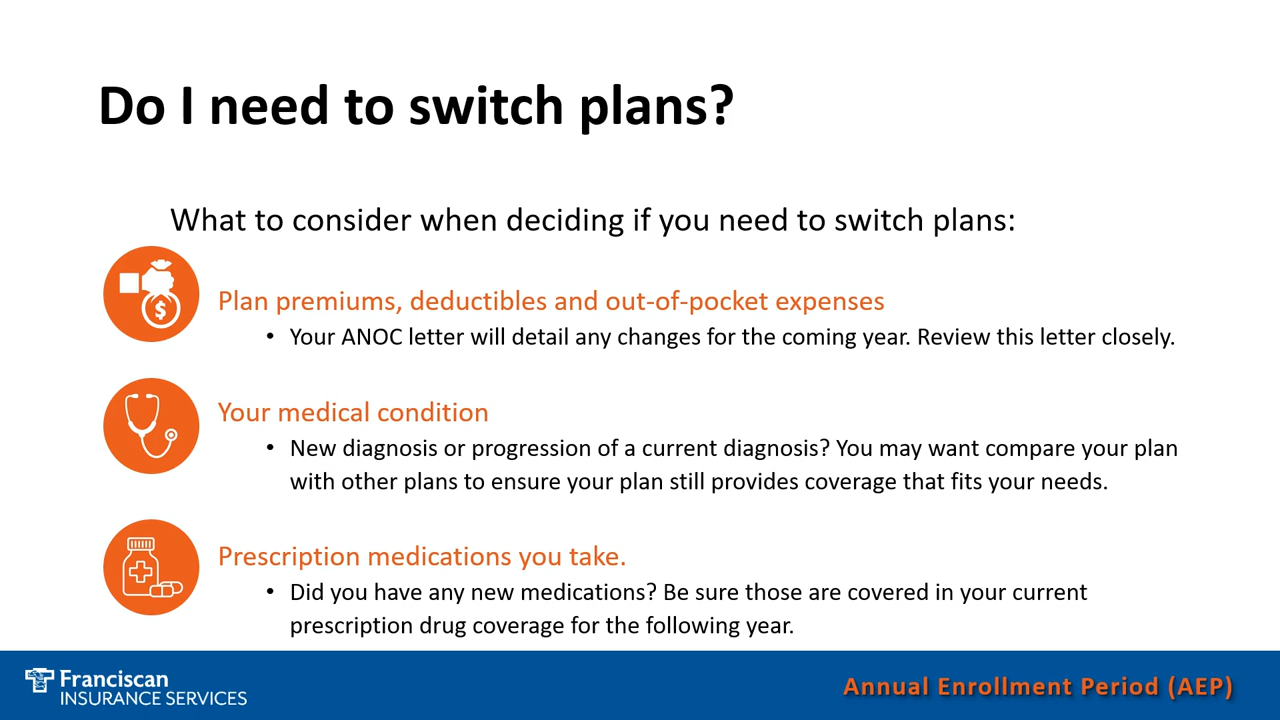 Do I need to switch plans?
What to consider when deciding if you need to switch plans:
$
Plan premiums, deductibles and out-of-pocket expenses
• Your ANOC letter will detail any changes for the coming year. Review this letter closely.
Your medical condition
• New diagnosis or progression of a current diagnosis? You may want compare your plan
with other plans to ensure your plan still provides coverage that fits your needs.
Prescription medications you take.
• Did you have any new medications? Be sure those are covered in your current
prescription drug coverage for the following year.
Franciscan
INSURANCE SERVICES
Annual Enrollment Period (AEP)